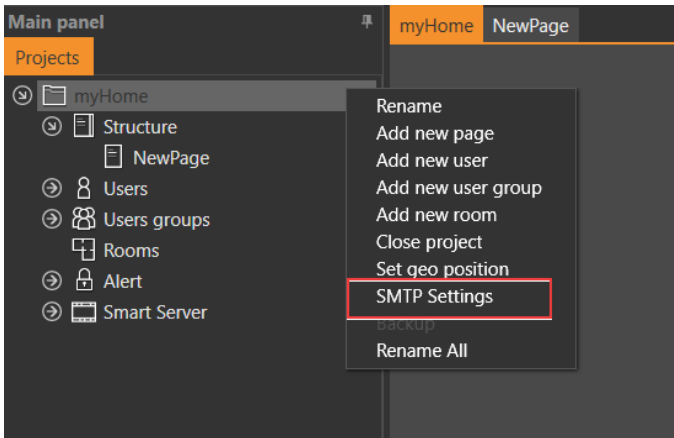 Main panel
myHome NewPage
Projects
myHome
Structure
NewPage
Users
Users groups
Rooms
Alert
Smart Server
Rename
Add new page
Add new user
Add new user group
Add new room
Close project
Set geo position
SMTP Settings
Backup
Rename All